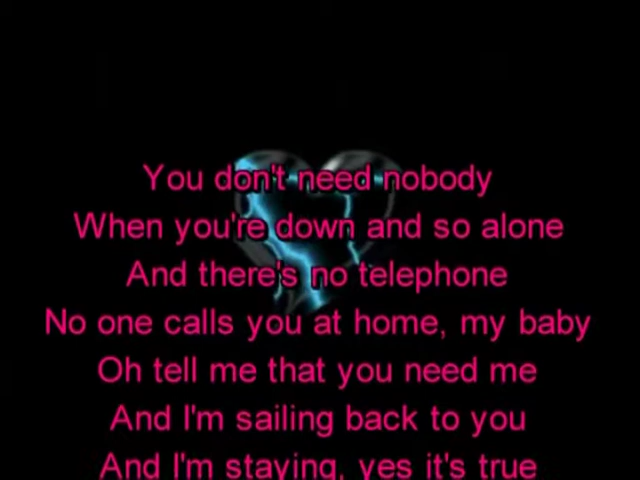 You don't need nobody
When you're down and so alone
And there's no telephone
No one calls you at home, my baby
Oh tell me that you need me
And I'm sailing back to you
And I'm staying, yes it's true